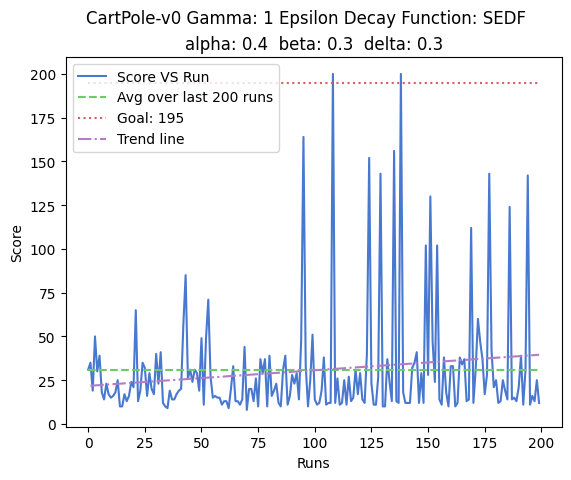 CartPole-v0 Gamma: 1 Epsilon Decay Function: SEDF
alpha: 0.4 beta: 0.3 delta: 0.3
Score VS Run
Avg over last 200 runs
Goal: 195
Trend line
200
175
150
125
100
75
50
25
0
Score
0 25 50 75 100 125 150 175 200
Runs